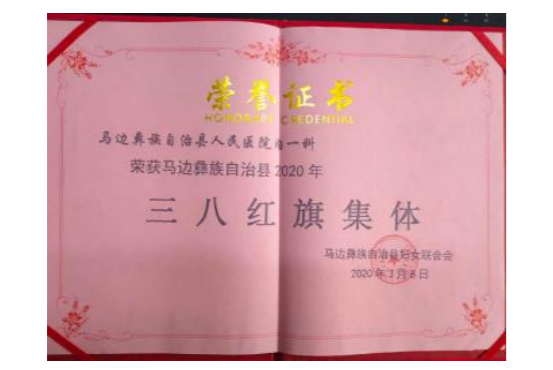 荣誉证书
HONORARY CREDENTIAL
马边彝族自治县人民医院内一科
荣获马边彝族自治县2020年
三八红旗集体
马边彝族自治县妇女联合会
2020年3月8日